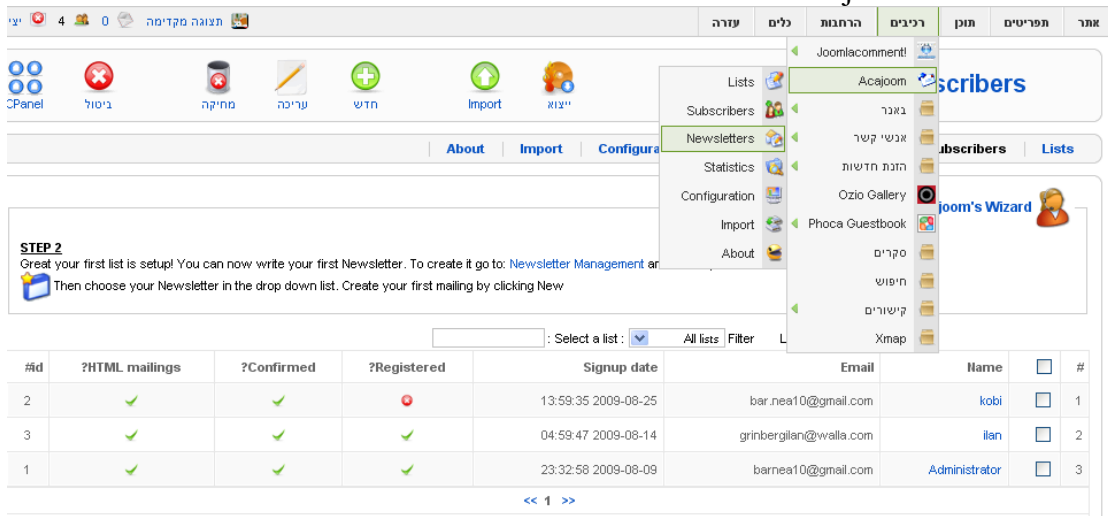 אתר תפריטים תוכן רכיבים הרחבות כלים עזרה
תצוגה מקדימה 0 4 יצי
Joomlacomment!
Acajoom
באנר
אנשי קשר
הזנת חדשות
Ozio Gallery
Phoca Guestbook
סקרים
חיפוש
קישורים
Xmap
Lists
Subscribers
Newsletters
Statistics
Configuration
Import
About
scribers
ייצוא
Import
חדש
עריכה
מחיקה
ביטול
CPanel
About Import Configura ubscribers Lists
ajoom's Wizard
STEP 2
Great your first list is setup! You can now write your first Newsletter. To create it go to: Newsletter Management an
Then choose your Newsletter in the drop down list. Create your first mailing by clicking New
: Select a list : All lists Filter L
#id ?HTML mailings ?Confirmed ?Registered Signup date Email Name #
2 13:59:35 2009-08-25 bar.nea10@gmail.com kobi 1
3 04:59:47 2009-08-14 grinbergilan@walla.com ilan 2
1 23:32:58 2009-08-09 barnea10@gmail.com Administrator 3
<< 1 >>